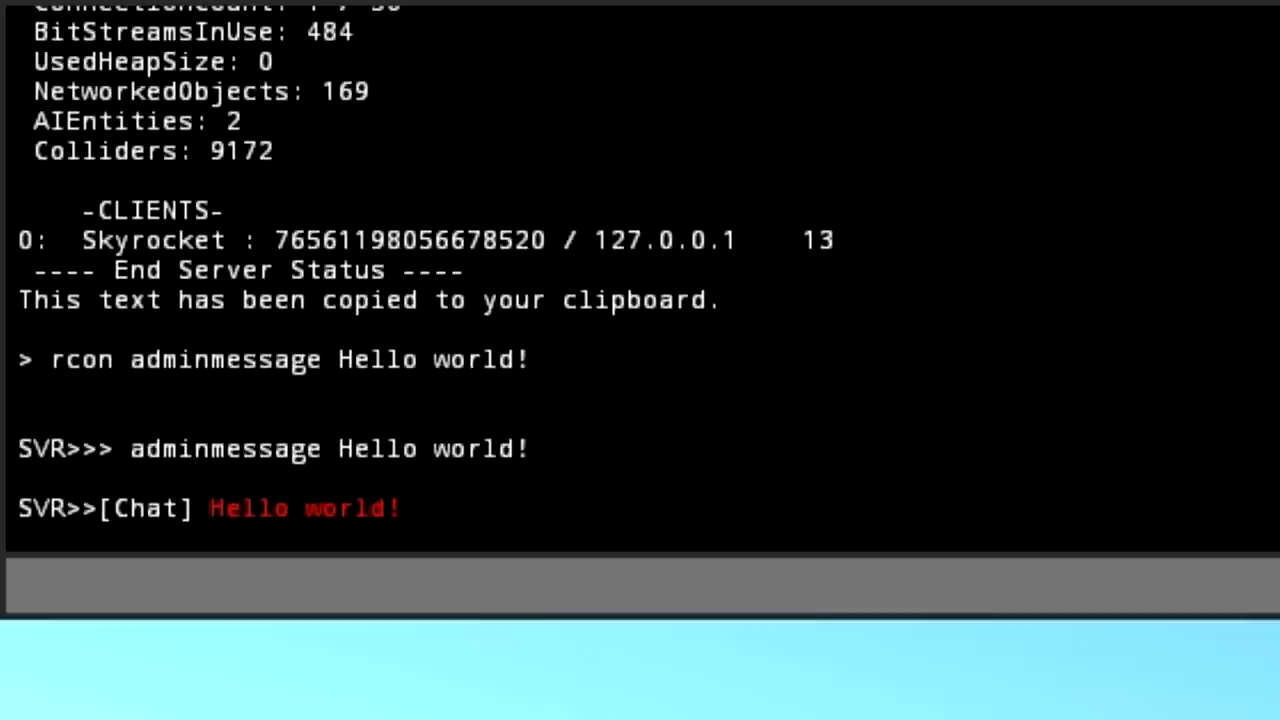 BitStreamsInUse: 484
UsedHeapSize: 0
NetworkedObjects: 169
AIEntities: 2
Colliders: 9172
-CLIENTS-
0: Skyrocket : 76561198056678520 / 127.0.0.1 13
---- End Server Status ----
This text has been copied to your clipboard.
> rcon adminmessage Hello world!
SVR>>> adminmessage Hello world!
SVR>>[Chat] Hello world!